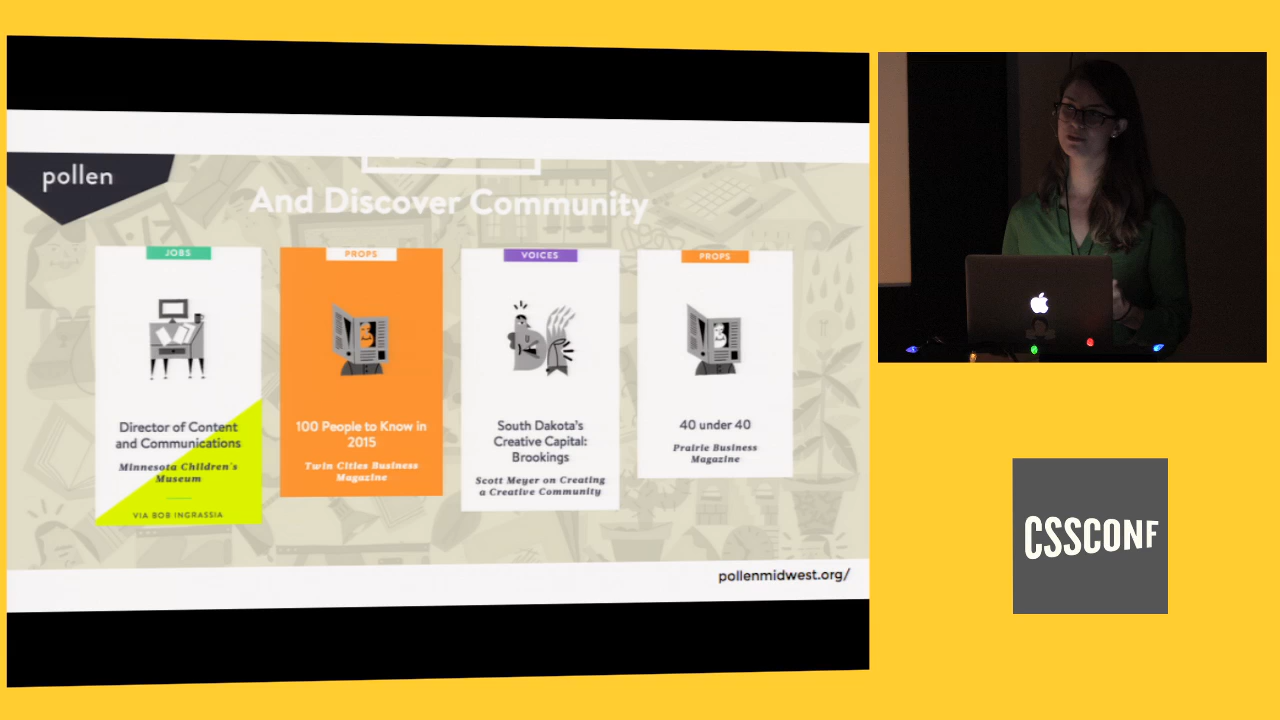 pollen
And Discover Community
JOBS
Director of Content
and Communications
Minnesota Children's
Museum
VIA BOB INGRASSIA
PROPS
100 People to Know in
2015
Twin Cities Business
Magazine
VOICES
South Dakota's
Creative Capital:
Brookings
Scott Meyer on Creating
a Creative Community
PROPS
40 under 40
Prairie Business
Magazine
pollenmidwest.org/
CSSCONF